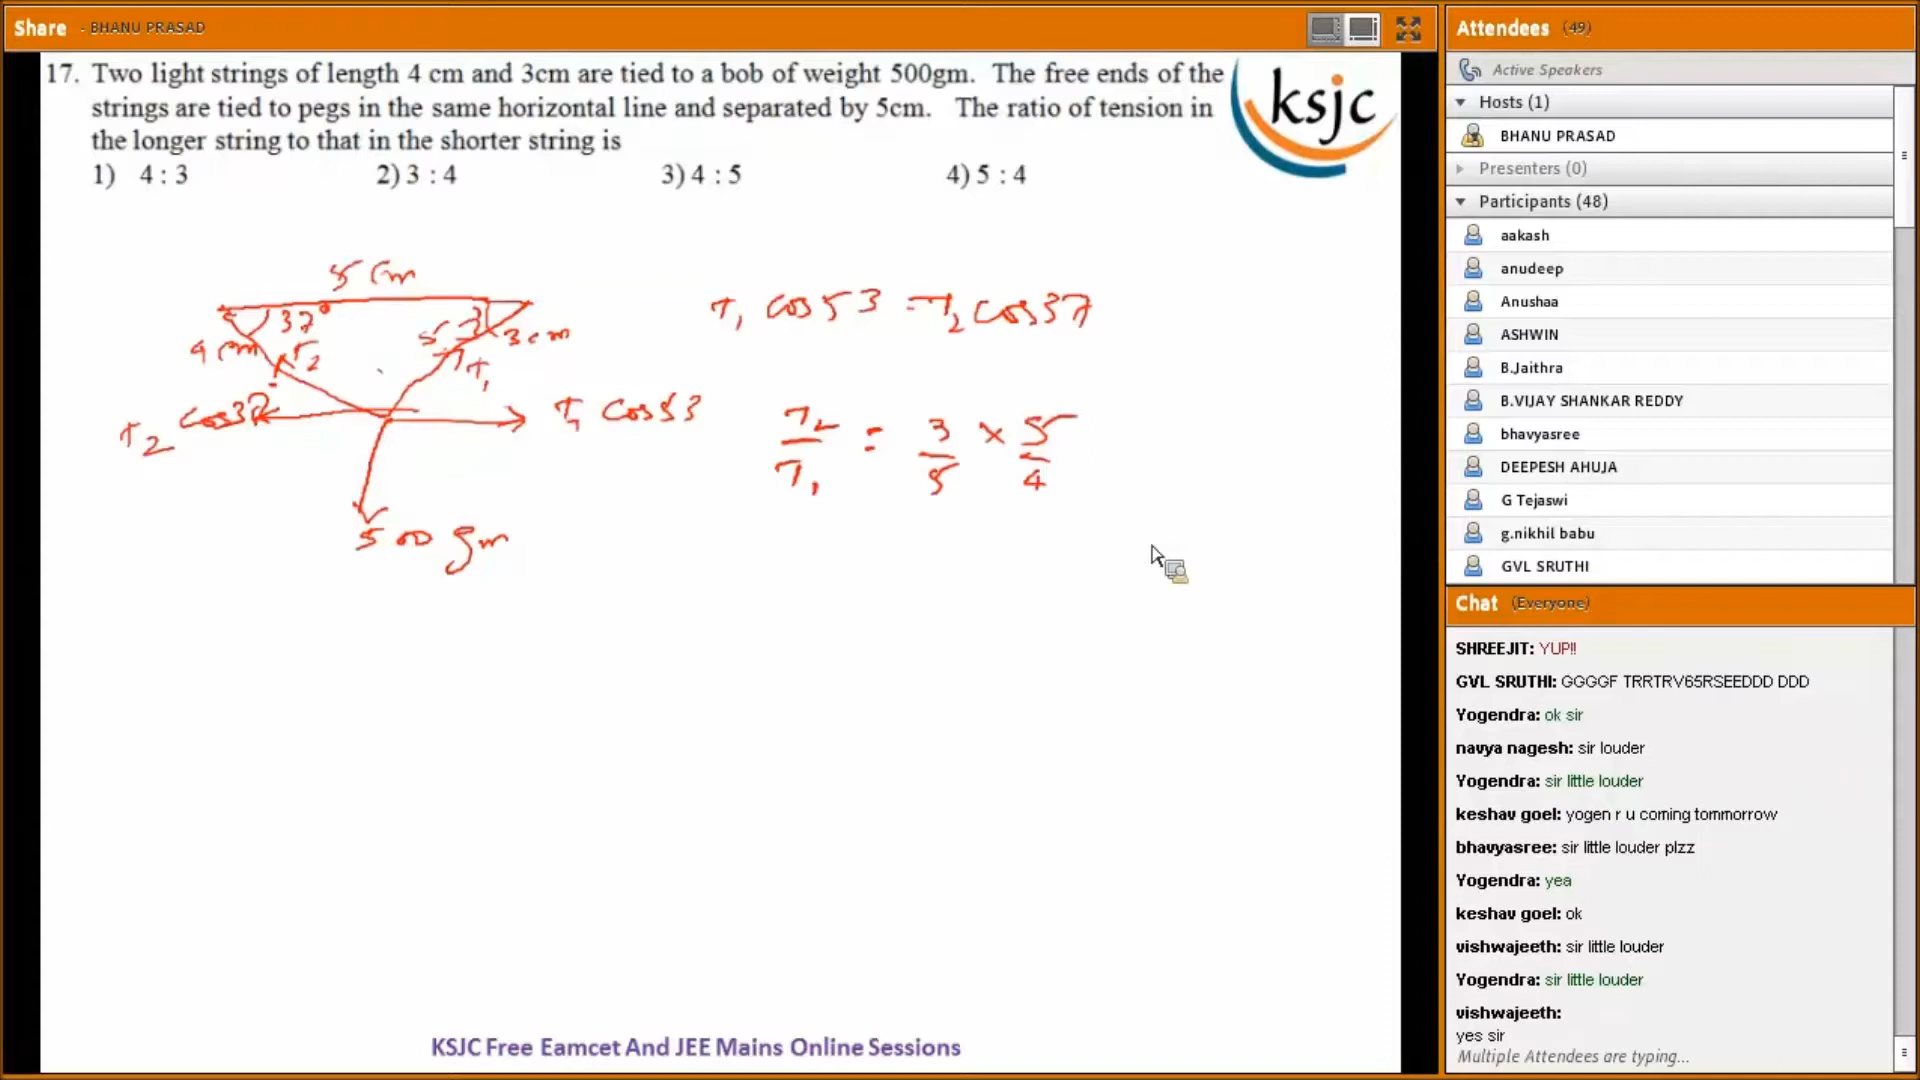 Share - BHANU PRASAD
17. Two light strings of length 4 cm and 3cm are tied to a bob of weight 500gm. The free ends of the
strings are tied to pegs in the same horizontal line and separated by 5cm. The ratio of tension in
the longer string to that in the shorter string is
1) 4 : 3 2) 3 : 4 3) 4 : 5 4) 5 : 4
ksjc
5 cm
37°
53
4 cm
3cm
T2
T1
T2 cos37
T1 cos53
500 gm
T1 cos53 = T2 cos37
T2/T1 = 3/5 × 5/4
KSJC Free Eamcet And JEE Mains Online Sessions
Attendees (49)
Active Speakers
Hosts (1)
BHANU PRASAD
Presenters (0)
Participants (48)
aakash
anudeep
Anushaa
ASHWIN
B.Jaithra
B.VIJAY SHANKAR REDDY
bhavyasree
DEEPESH AHUJA
G Tejaswi
g.nikhil babu
GVL SRUTHI
Chat (Everyone)
SHREEJIT: YUP!!
GVL SRUTHI: GGGGF TRRTRV65RSEEDDD DDD
Yogendra: ok sir
navya nagesh: sir louder
Yogendra: sir little louder
keshav goel: yogen r u coming tommorrow
bhavyasree: sir little louder plzz
Yogendra: yea
keshav goel: ok
vishwajeeth: sir little louder
Yogendra: sir little louder
vishwajeeth:
yes sir
Multiple Attendees are typing...